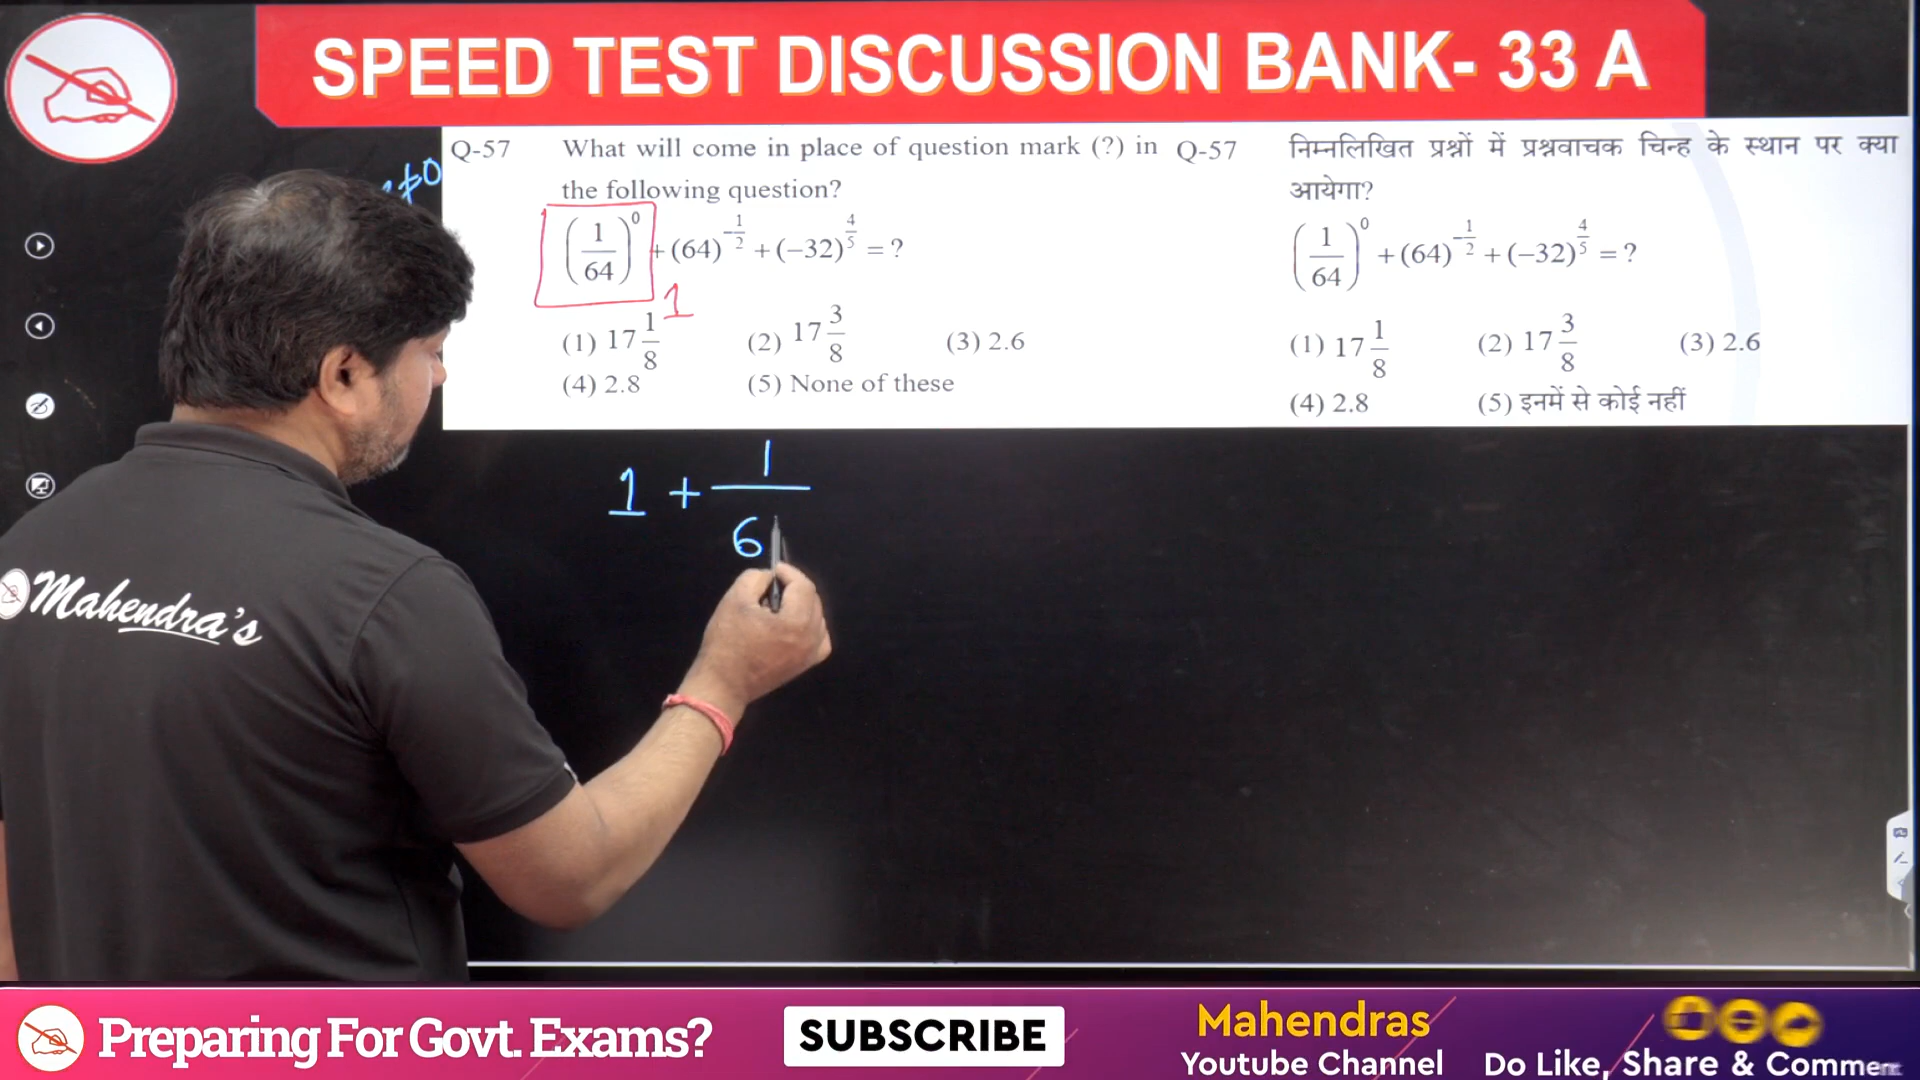 SPEED TEST DISCUSSION BANK- 33 A
≠0
Q-57 What will come in place of question mark (?) in
the following question?
(1/64)^0 + (64)^{-1/2} + (−32)^{4/5} = ?
1
(1) 17 1/8 (2) 17 3/8 (3) 2.6
(4) 2.8 (5) None of these
Q-57 निम्नलिखित प्रश्नों में प्रश्नवाचक चिन्ह के स्थान पर क्या
आयेगा?
(1/64)^0 + (64)^{-1/2} + (−32)^{4/5} = ?
(1) 17 1/8 (2) 17 3/8 (3) 2.6
(4) 2.8 (5) इनमें से कोई नहीं
1 + 1/6
Mahendra's
Preparing For Govt. Exams?
SUBSCRIBE
Mahendras
Youtube Channel
Do Like, Share & Commen